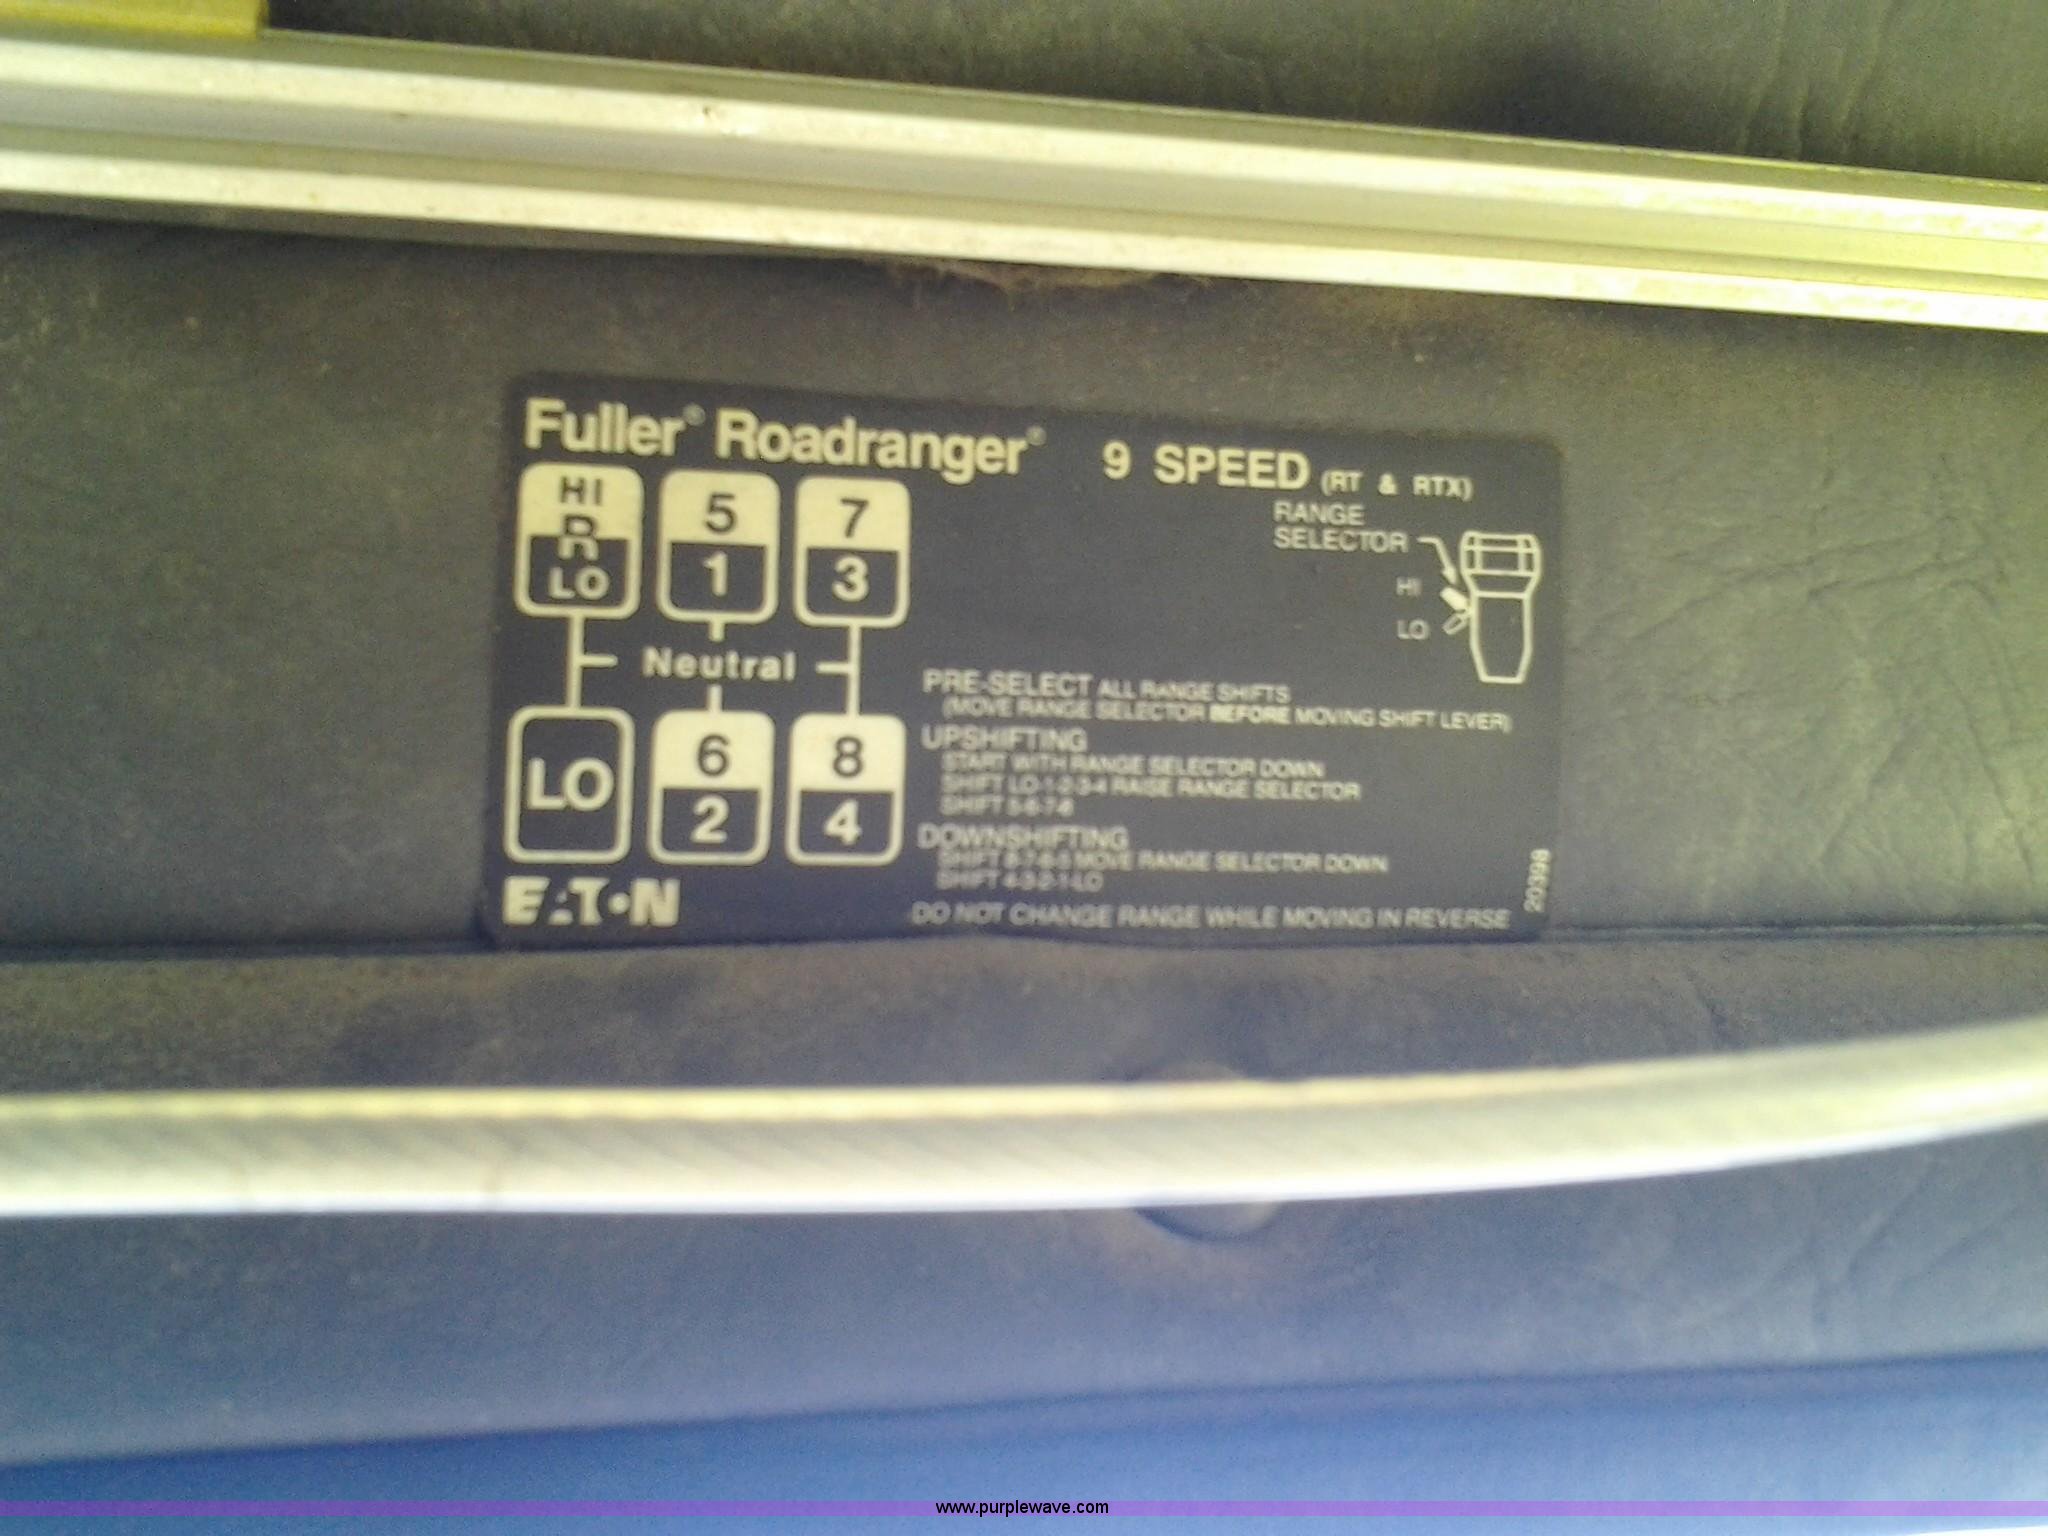 Fuller® Roadranger® 9 SPEED (RT & RTX)
HI
R
LO
5
1
7
3
RANGE
SELECTOR
HI
LO
Neutral
LO
6
2
8
4
PRE-SELECT ALL RANGE SHIFTS
(MOVE RANGE SELECTOR BEFORE MOVING SHIFT LEVER)
UPSHIFTING
START WITH RANGE SELECTOR DOWN
SHIFT LO-1-2-3-4 RAISE RANGE SELECTOR
SHIFT 5-6-7-8
DOWNSHIFTING
SHIFT 8-7-6-5 MOVE RANGE SELECTOR DOWN
SHIFT 4-3-2-1-LO
DO NOT CHANGE RANGE WHILE MOVING IN REVERSE
EATON
20398
www.purplewave.com